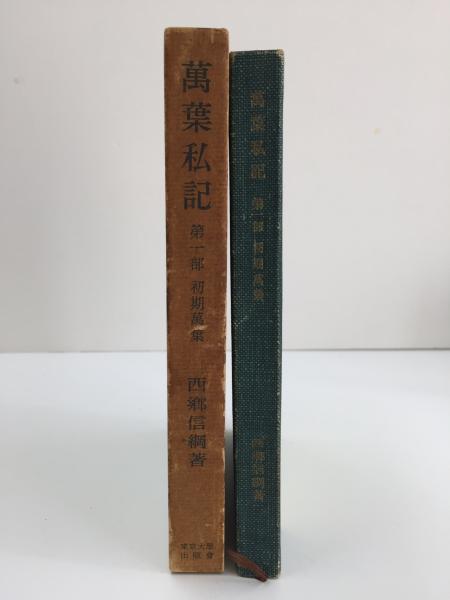 萬葉私記
第一部 初期萬葉
西郷信綱著
東京大學
出版會
萬葉私記
第一部 初期萬葉
西郷信綱著